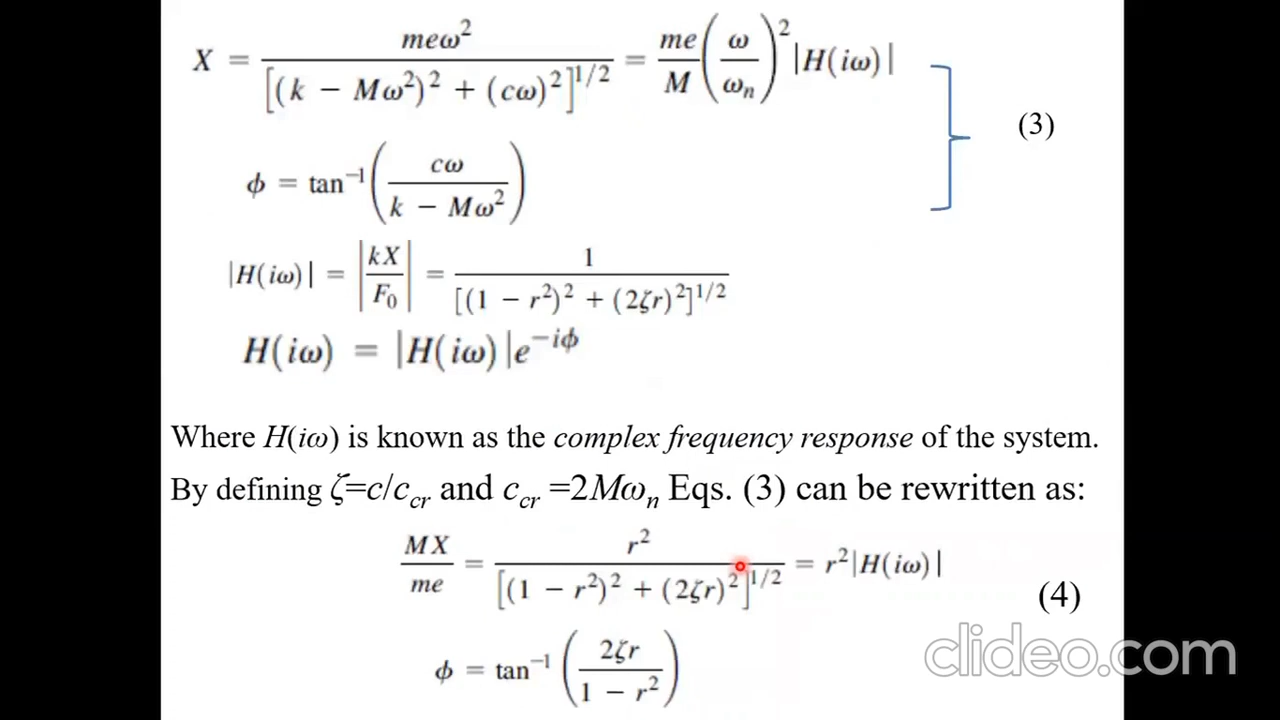 X = meω² / [(k − Mω²)² + (cω)²]^1/2 = me/M (ω/ωn)² |H(iω)|
(3)
ϕ = tan⁻¹(cω / (k − Mω²))
|H(iω)| = |kX / F₀| = 1 / [(1 − r²)² + (2ζr)²]^1/2
H(iω) = |H(iω)|e^−iϕ
Where H(iω) is known as the complex frequency response of the system.
By defining ζ=c/ccr and ccr =2Mωn Eqs. (3) can be rewritten as:
MX/me = r² / [(1 − r²)² + (2ζr)²]^1/2 = r²|H(iω)|
(4)
ϕ = tan⁻¹(2ζr / (1 − r²))
clideo.com